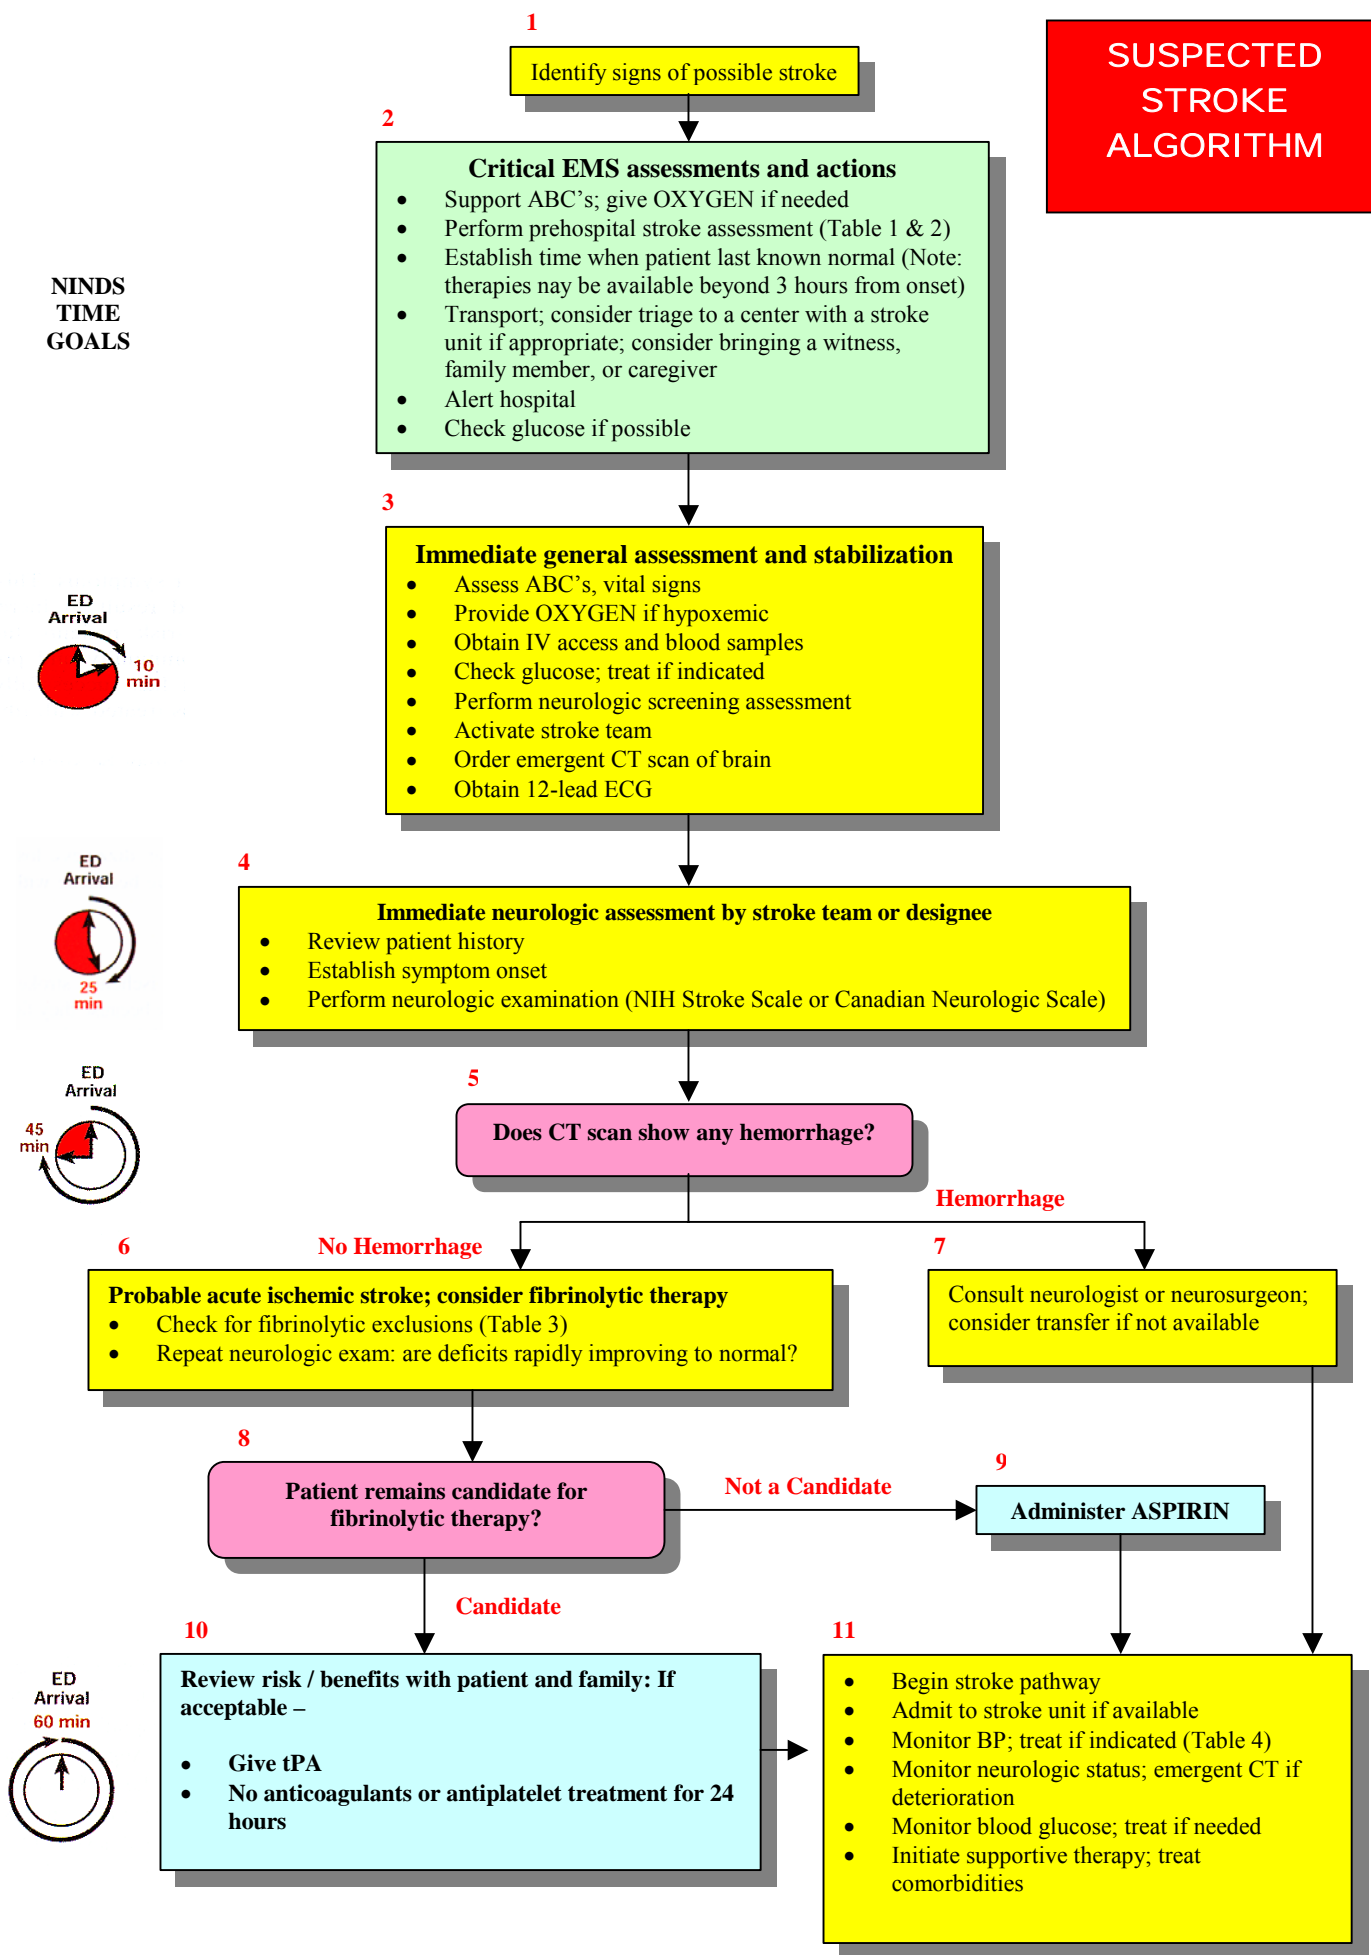 1
Identify signs of possible stroke
SUSPECTED
STROKE
ALGORITHM
2
Critical EMS assessments and actions
• Support ABC's; give OXYGEN if needed
• Perform prehospital stroke assessment (Table 1 & 2)
• Establish time when patient last known normal (Note:
therapies nay be available beyond 3 hours from onset)
• Transport; consider triage to a center with a stroke
unit if appropriate; consider bringing a witness,
family member, or caregiver
• Alert hospital
• Check glucose if possible
NINDS
TIME
GOALS
3
Immediate general assessment and stabilization
• Assess ABC's, vital signs
• Provide OXYGEN if hypoxemic
• Obtain IV access and blood samples
• Check glucose; treat if indicated
• Perform neurologic screening assessment
• Activate stroke team
• Order emergent CT scan of brain
• Obtain 12-lead ECG
ED
Arrival
10
min
4
Immediate neurologic assessment by stroke team or designee
• Review patient history
• Establish symptom onset
• Perform neurologic examination (NIH Stroke Scale or Canadian Neurologic Scale)
ED
Arrival
25
min
5
Does CT scan show any hemorrhage?
ED
Arrival
45
min
Hemorrhage
No Hemorrhage
6
Probable acute ischemic stroke; consider fibrinolytic therapy
• Check for fibrinolytic exclusions (Table 3)
• Repeat neurologic exam: are deficits rapidly improving to normal?
7
Consult neurologist or neurosurgeon;
consider transfer if not available
8
Patient remains candidate for
fibrinolytic therapy?
Not a Candidate
9
Administer ASPIRIN
Candidate
10
Review risk / benefits with patient and family: If
acceptable –
• Give tPA
• No anticoagulants or antiplatelet treatment for 24
hours
ED
Arrival
60 min
11
• Begin stroke pathway
• Admit to stroke unit if available
• Monitor BP; treat if indicated (Table 4)
• Monitor neurologic status; emergent CT if
deterioration
• Monitor blood glucose; treat if needed
• Initiate supportive therapy; treat
comorbidities